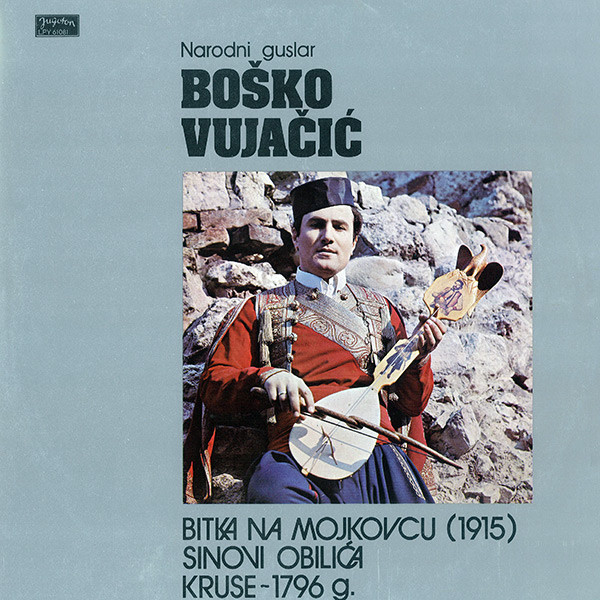 Jugoton
LPY 61081
Narodni guslar
BOŠKO
VUJAČIĆ
BITKA NA MOJKOVCU (1915)
SINOVI OBILIĆA
KRUSE - 1796 g.